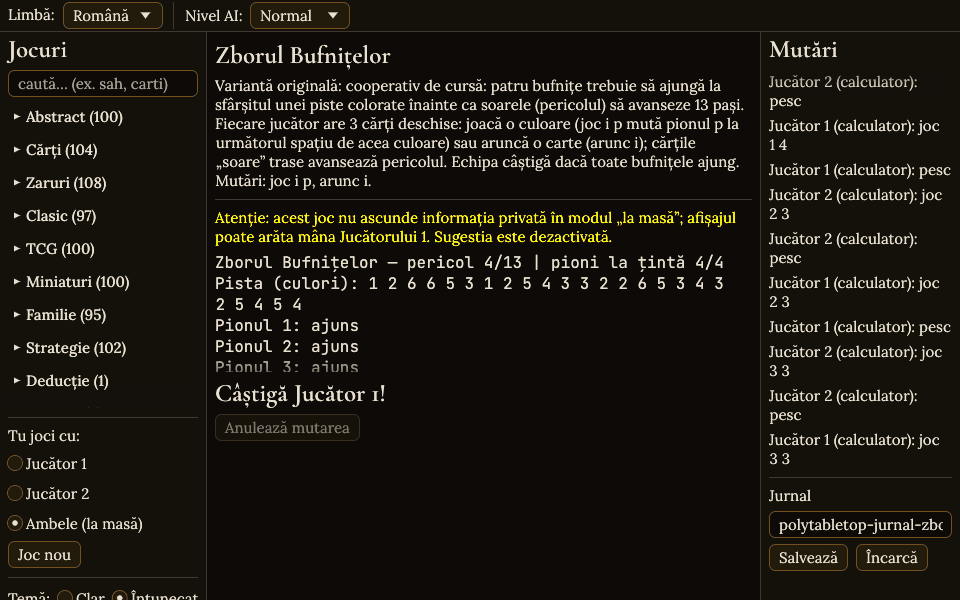 Limbă: Română ▼ Nivel AI: Normal ▼
Jocuri
caută... (ex. sah, carti)
▸ Abstract (100)
▸ Cărți (104)
▸ Zaruri (108)
▸ Clasic (97)
▸ TCG (100)
▸ Miniaturi (100)
▸ Familie (95)
▸ Strategie (102)
▸ Deducție (1)
Tu joci cu:
Jucător 1
Jucător 2
Ambele (la masă)
Joc nou
Temă: Clar Întunecat
Zborul Bufnițelor
Variantă originală: cooperativ de cursă: patru bufnițe trebuie să ajungă la
sfârșitul unei piste colorate înainte ca soarele (pericolul) să avanseze 13 pași.
Fiecare jucător are 3 cărți deschise: joacă o culoare (joc i p mută pionul p la
următorul spațiu de acea culoare) sau aruncă o carte (arunc i); cărțile
„soare” trase avansează pericolul. Echipa câștigă dacă toate bufnițele ajung.
Mutări: joc i p, arunc i.
Atenție: acest joc nu ascunde informația privată în modul „la masă”; afișajul
poate arăta mâna Jucătorului 1. Sugestia este dezactivată.
Zborul Bufnițelor — pericol 4/13 | pioni la țintă 4/4
Pista (culori): 1 2 6 6 5 3 1 2 5 4 3 3 2 2 6 5 3 4 3
2 5 4 5 4
Pionul 1: ajuns
Pionul 2: ajuns
Pionul 3: ajuns
Câștigă Jucător 1!
Anulează mutarea
Mutări
Jucător 2 (calculator):
pesc
Jucător 1 (calculator): joc
1 4
Jucător 1 (calculator): pesc
Jucător 2 (calculator): joc
2 3
Jucător 2 (calculator):
pesc
Jucător 1 (calculator): joc
2 3
Jucător 1 (calculator): pesc
Jucător 2 (calculator): joc
3 3
Jucător 2 (calculator):
pesc
Jucător 1 (calculator): joc
3 3
Jurnal
polytabletop-jurnal-zbo
Salvează Încarcă